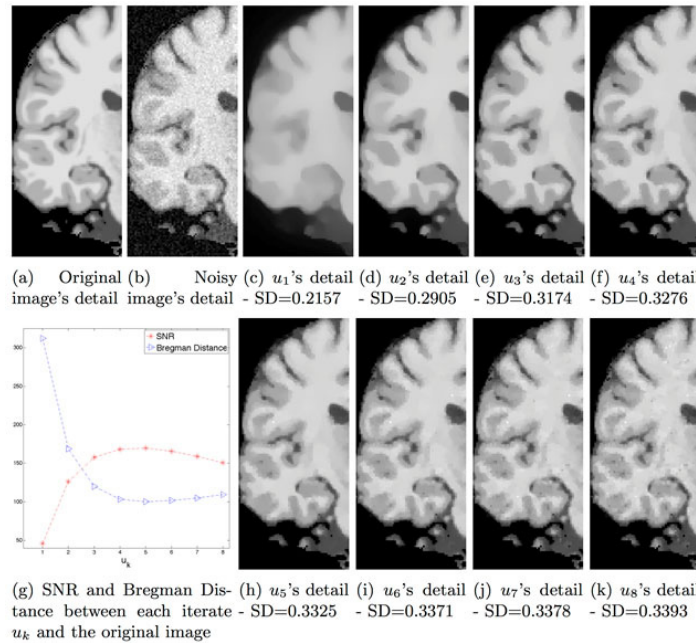 (a) Original image's detail
(b) Noisy image's detail
(c) u₁'s detail - SD=0.2157
(d) u₂'s detail - SD=0.2905
(e) u₃'s detail - SD=0.3174
(f) u₄'s detail - SD=0.3276
SNR
Bregman Distance
300
250
200
150
100
50
1 2 3 4 5 6 7 8
uₖ
(g) SNR and Bregman Dis-
tance between each iterate
uₖ and the original image
(h) u₅'s detail - SD=0.3325
(i) u₆'s detail - SD=0.3371
(j) u₇'s detail - SD=0.3378
(k) u₈'s detail - SD=0.3393